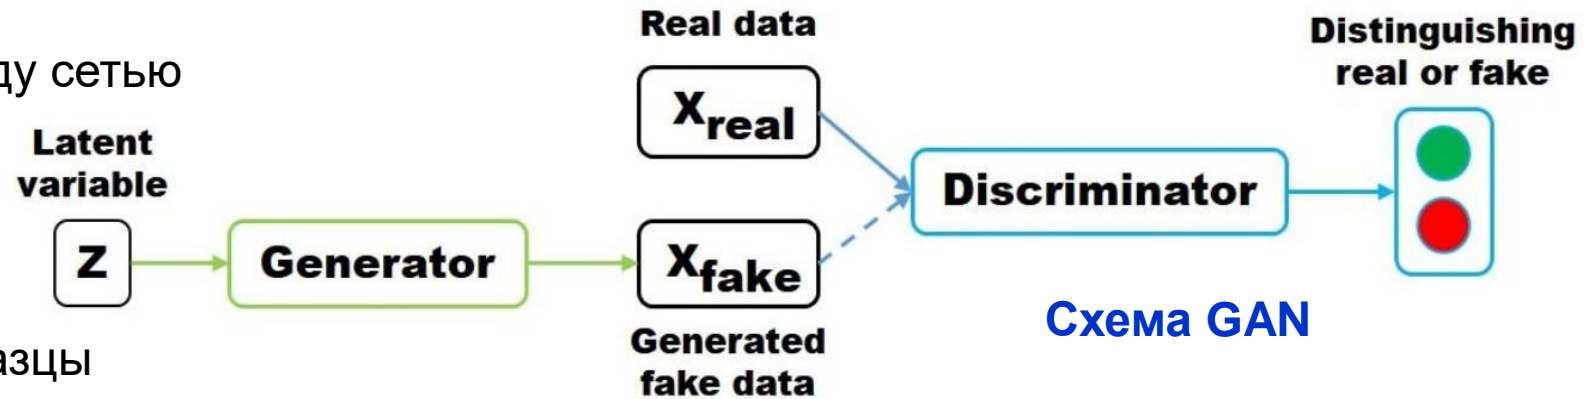 ду сетью
Latent
variable
Z
Generator
Real data
Xreal
Xfake
Generated
fake data
Discriminator
Distinguishing
real or fake
Схема GAN